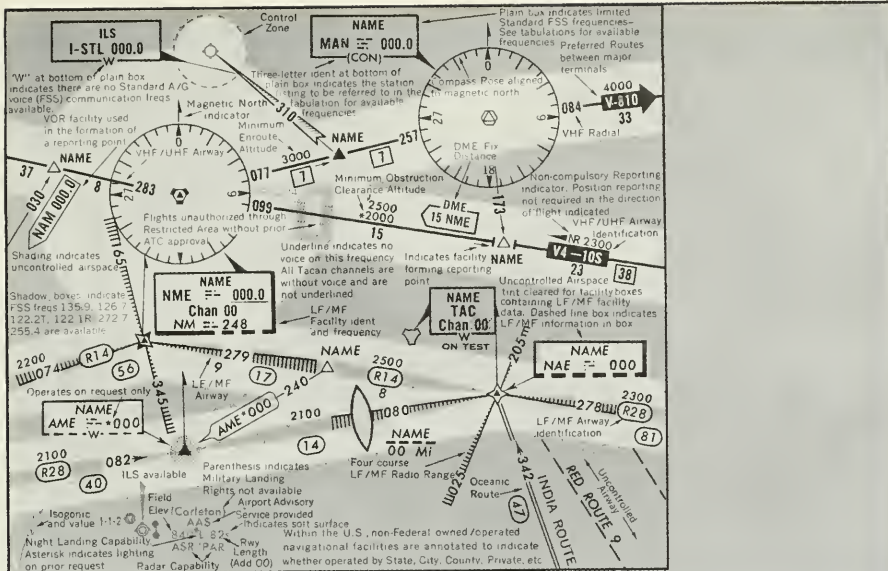 ILS
I-STL 000.0
W
Control
Zone
NAME
MAN 000.0
(CON)
Plain box indicates limited
Standard FSS frequencies-
See tabulations for available
frequencies
Preferred Routes
between major
terminals
"W" at bottom of plain box
indicates there are no Standard A/G
voice (FSS) communication freqs
available.
Three-letter ident at bottom of
plain box indicates the station
listing to be referred to in the
tabulation for available
frequencies
Compass Rose aligned
to magnetic north
0
6
18
27
4000
084
V-810
33
VHF Radial
VOR facility used
in the formation of
a reporting point
Magnetic North
indicator
0
6
27
310
Minimum
Enroute
Altitude
3000
077
7
NAME
7
257
DME Fix
Distance
37
NAME
030
NAM 000.0
8
283
VHF/UHF Airway
Minimum Obstruction
Clearance Altitude
2500
*2000
15
099
DME
15 NME
173
Non-compulsory Reporting
indicator. Position reporting
not required in the direction
of flight indicated
VHF/UHF Airway
Identification
NR 2300
V4-10S
23
38
NAME
Flights unauthorized through
Restricted Area without prior
ATC approval
Indicates facility
forming reporting
point
Shading indicates
uncontrolled airspace
165
Underline indicates no
voice on this frequency
All Tacan channels are
without voice and are
not underlined
NAME
NME 000.0
Chan 00
NM 248
LF/MF
Facility ident
and frequency
Shadow boxes indicate
FSS freqs 135.9, 126.7
255.4 are available
NAME
TAC
Chan 00
W
ON TEST
Uncontrolled Airspace
tint cleared for facility boxes
containing LF/MF facility
data. Dashed line box indicates
LF/MF information in box
2200
074
R14
56
279
9
LF/MF
Airway
17
NAME
240
AME*000
345
2500
R14
8
2100
080
14
205
NAME
NAE 000
278
2300
R28
81
LF/MF Airway
identification
Operates on request only
NAME
AME *000
W
2100
R28
40
082
ILS available
NAME
00 Mi
Four course
LF/MF Radio Range
025
Oceanic
Route
47
342
INDIA ROUTE
RED ROUTE 9
Uncontrolled
Airway
Parenthesis indicates
Military Landing
Rights not available
Airport Advisory
Service provided
Indicates soft surface
Isogonic
and value 1-1-2
Field
Elev
(Carleton)
AAS
84 L 82
ASR PAR
Night Landing Capability
Asterisk indicates lighting
on prior request
Radar Capability
Rwy
Length
(Add 00)
Within the U.S., non-Federal owned/operated
navigational facilities are annotated to indicate
whether operated by State, City, County, Private, etc